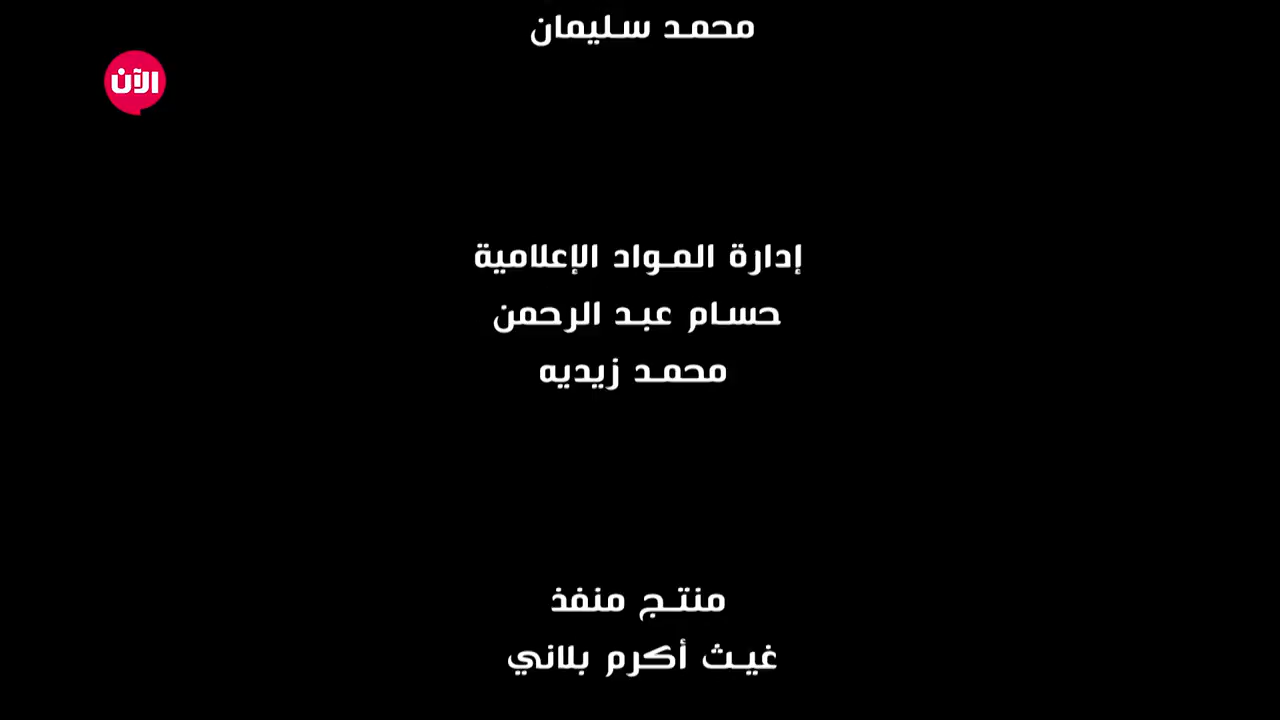 محمد سليمان
الآن
إدارة المواد الإعلامية
حسام عبد الرحمن
محمد زيديه
منتج منفذ
غيث أكرم بلاني